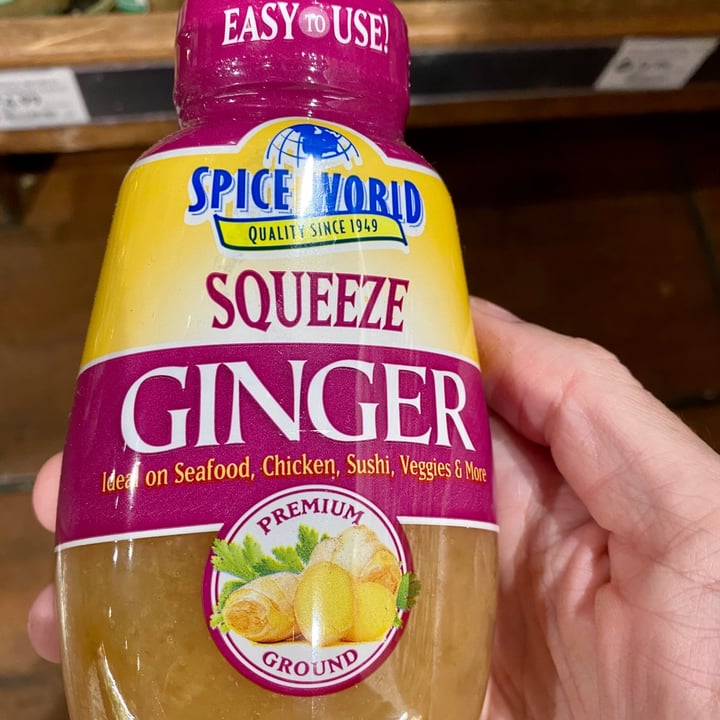 EASY TO USE!
SPICE WORLD
QUALITY SINCE 1949
SQUEEZE
GINGER
Ideal on Seafood, Chicken, Sushi, Veggies & More
PREMIUM
GROUND